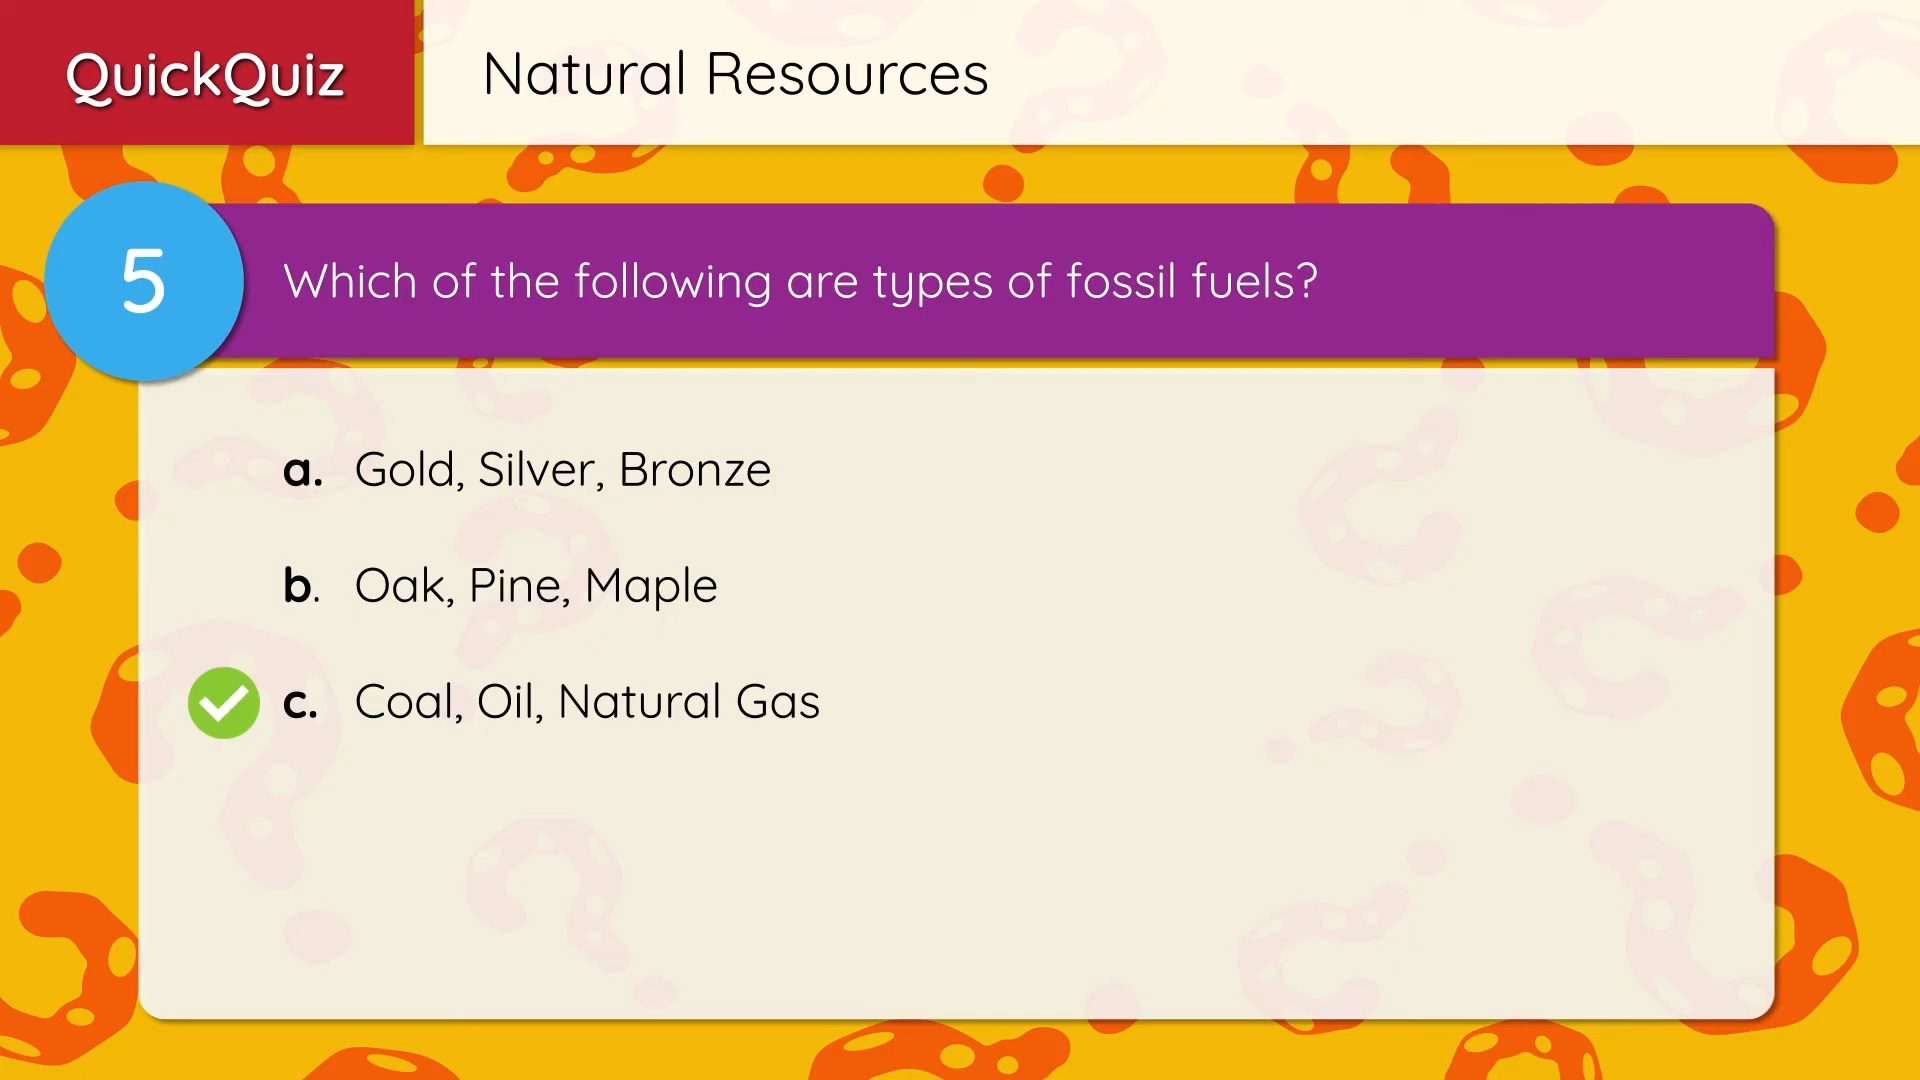 QuickQuiz
Natural Resources
5
Which of the following are types of fossil fuels?
a. Gold, Silver, Bronze
b. Oak, Pine, Maple
c. Coal, Oil, Natural Gas